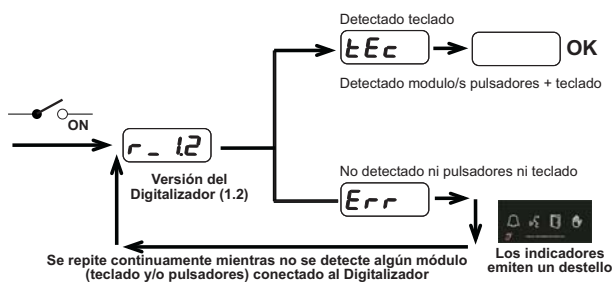 Detectado teclado
tEc
OK
Detectado modulo/s pulsadores + teclado
ON
r_ 1.2
Versión del
Digitalizador (1.2)
No detectado ni pulsadores ni teclado
Err
Los indicadores
emiten un destello
Se repite continuamente mientras no se detecte algún módulo
(teclado y/o pulsadores) conectado al Digitalizador